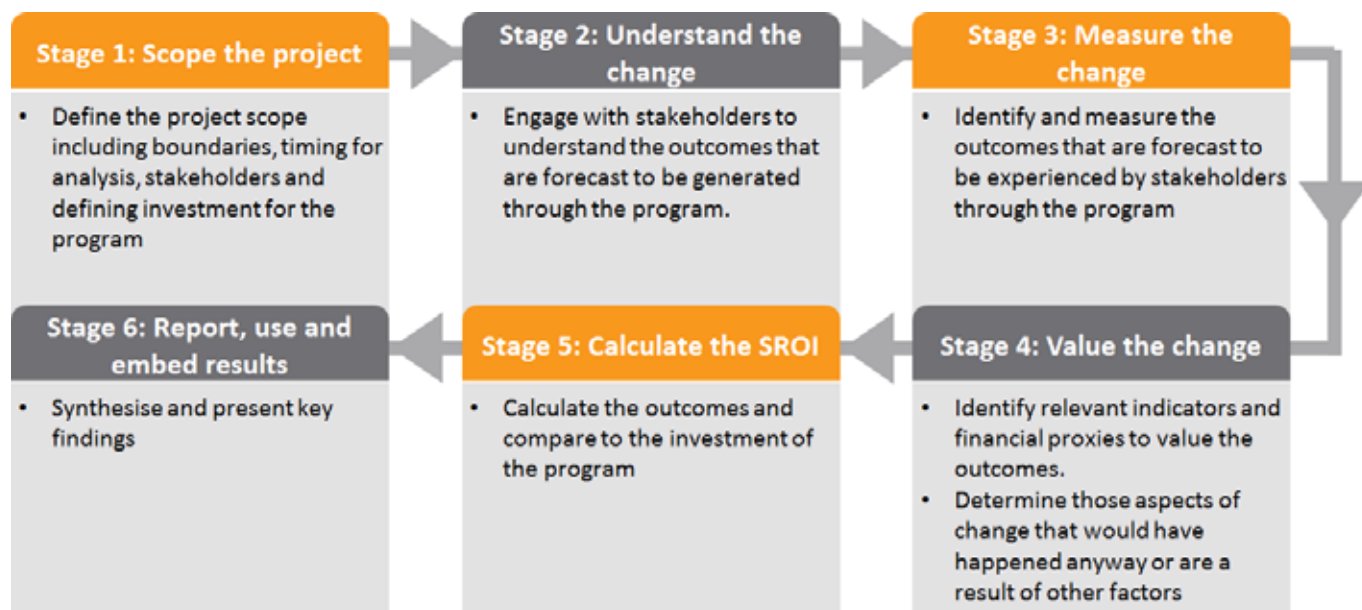 Stage 1: Scope the project
• Define the project scope
including boundaries, timing for
analysis, stakeholders and
defining investment for the
program
Stage 2: Understand the
change
• Engage with stakeholders to
understand the outcomes that
are forecast to be generated
through the program.
Stage 3: Measure the
change
• Identify and measure the
outcomes that are forecast to
be experienced by stakeholders
through the program
Stage 4: Value the change
• Identify relevant indicators and
financial proxies to value the
outcomes.
• Determine those aspects of
change that would have
happened anyway or are a
result of other factors
Stage 5: Calculate the SROI
• Calculate the outcomes and
compare to the investment of
the program
Stage 6: Report, use and
embed results
• Synthesise and present key
findings